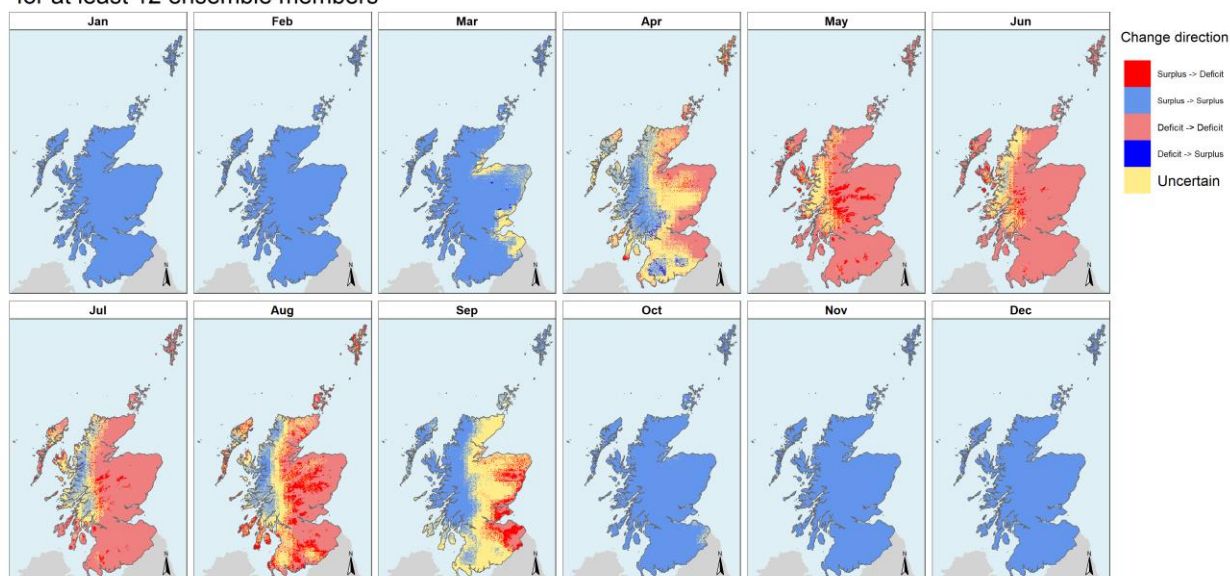 for at least 12 ensemble members
Jan
Feb
Mar
Apr
May
Jun
Change direction
Surplus -> Deficit
Surplus -> Surplus
Deficit -> Deficit
Deficit -> Surplus
Uncertain
N
N
N
N
N
N
Jul
Aug
Sep
Oct
Nov
Dec
N
N
N
N
N
N